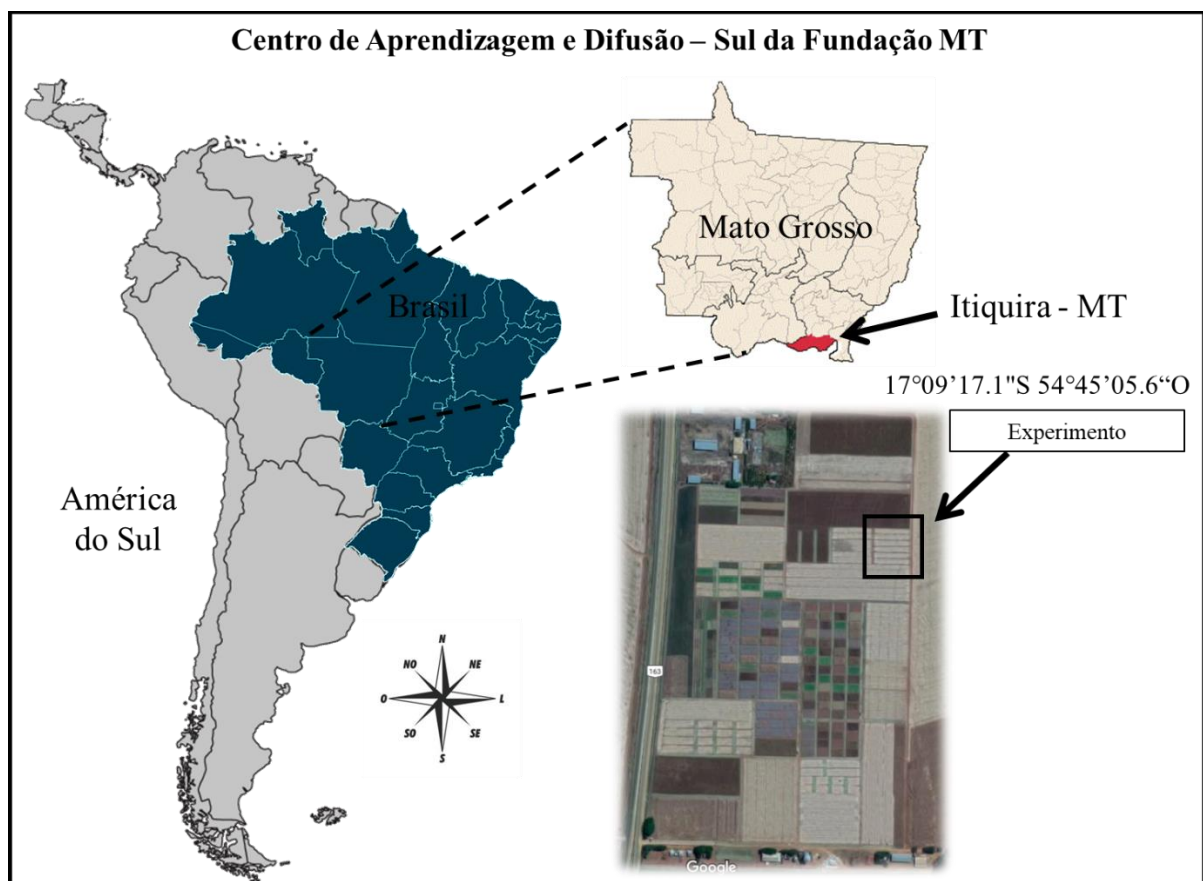 Centro de Aprendizagem e Difusão – Sul da Fundação MT
Mato Grosso
Brasil
Itiquira - MT
17°09’17.1"S 54°45’05.6“O
Experimento
América
do Sul
N
NO
NE
O
L
SO
SE
S
163
Google